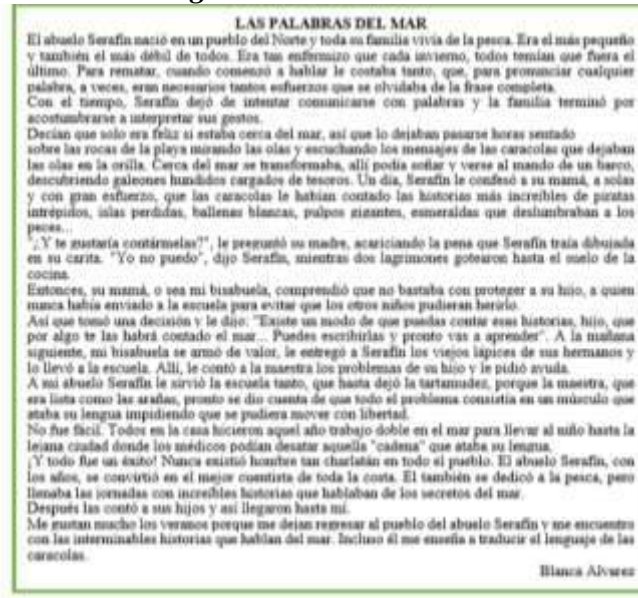 LAS PALABRAS DEL MAR
El abuelo Serafín nació en un pueblo del Norte y toda su familia vivía de la pesca. Era el más pequeño
y también el más débil de todos. Era tan enfermizo que cada invierno, todos temían que fuera el
último. Para rematar, cuando comenzó a hablar le costaba tanto, que, para pronunciar cualquier
palabra, a veces, eran necesarios tantos esfuerzos que se olvidaba de la frase completa.
Con el tiempo, Serafín dejó de intentar comunicarse con palabras y la familia terminó por
acostumbrarse a interpretar sus gestos.
Decían que solo era feliz si estaba cerca del mar, así que lo dejaban pasarse horas sentado
sobre las rocas de la playa mirando las olas y escuchando los mensajes de las caracolas que dejaban
las olas en la orilla. Cerca del mar se transformaba, allí podía soñar y verse al mando de un barco,
descubriendo galeones hundidos cargados de tesoros. Un día, Serafín le confesó a su mamá, a solas
y con gran esfuerzo, que las caracolas le habían contado las historias más increíbles de piratas
intrépidos, islas perdidas, ballenas blancas, pulpos gigantes, esmeraldas que deslumbraban a los
peces...
"¿Y te gustaría contármelas?", le preguntó su madre, acariciando la pena que Serafín traía dibujada
en su carita. "Yo no puedo", dijo Serafín, mientras dos lagrimones gotearon hasta el suelo de la
cocina.
Entonces, su mamá, o sea mi bisabuela, comprendió que no bastaba con proteger a su hijo, a quien
nunca había enviado a la escuela para evitar que los otros niños pudieran herirlo.
Así que tomó una decisión y le dijo: "Existe un modo de que puedas contar esas historias, hijo, que
por algo te las habrá contado el mar... Puedes escribirlas y pronto vas a aprender". A la mañana
siguiente, mi bisabuela se armó de valor, le entregó a Serafín los viejos lápices de sus hermanos y
lo llevó a la escuela. Allí, le contó a la maestra los problemas de su hijo y le pidió ayuda.
A mi abuelo Serafín le sirvió la escuela tanto, que hasta dejó la tartamudez, porque la maestra, que
era lista como las arañas, pronto se dio cuenta de que todo el problema consistía en un músculo que
ataba su lengua impidiendo que se pudiera mover con libertad.
No fue fácil. Todos en la casa hicieron aquel año trabajo doble en el mar para llevar al niño hasta la
lejana ciudad donde los médicos podían desatar aquella "cadena" que ataba su lengua.
¡Y todo fue un éxito! Nunca existió hombre tan charlatán en todo el pueblo. El abuelo Serafín, con
los años, se convirtió en el mejor cuentista de toda la costa. El también se dedicó a la pesca, pero
llenaba las jornadas con increíbles historias que hablaban de los secretos del mar.
Después las contó a sus hijos y así llegaron hasta mí.
Me gustan mucho los veranos porque me dejan regresar al pueblo del abuelo Serafín y me encuentro
con las interminables historias que hablan del mar. Incluso él me enseña a traducir el lenguaje de las
caracolas.
Blanca Alvarez